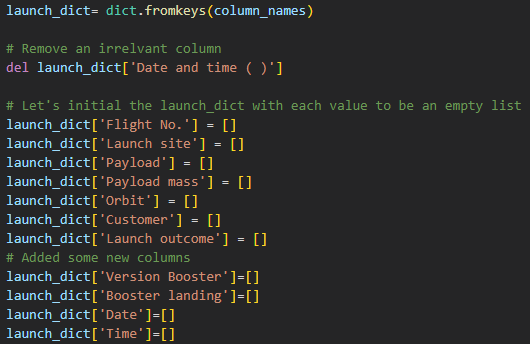 launch_dict= dict.fromkeys(column_names)

# Remove an irrelvant column
del launch_dict['Date and time ( )']

# Let's initial the launch_dict with each value to be an empty list
launch_dict['Flight No.'] = []
launch_dict['Launch site'] = []
launch_dict['Payload'] = []
launch_dict['Payload mass'] = []
launch_dict['Orbit'] = []
launch_dict['Customer'] = []
launch_dict['Launch outcome'] = []
# Added some new columns
launch_dict['Version Booster']=[]
launch_dict['Booster landing']=[]
launch_dict['Date']=[]
launch_dict['Time']=[]